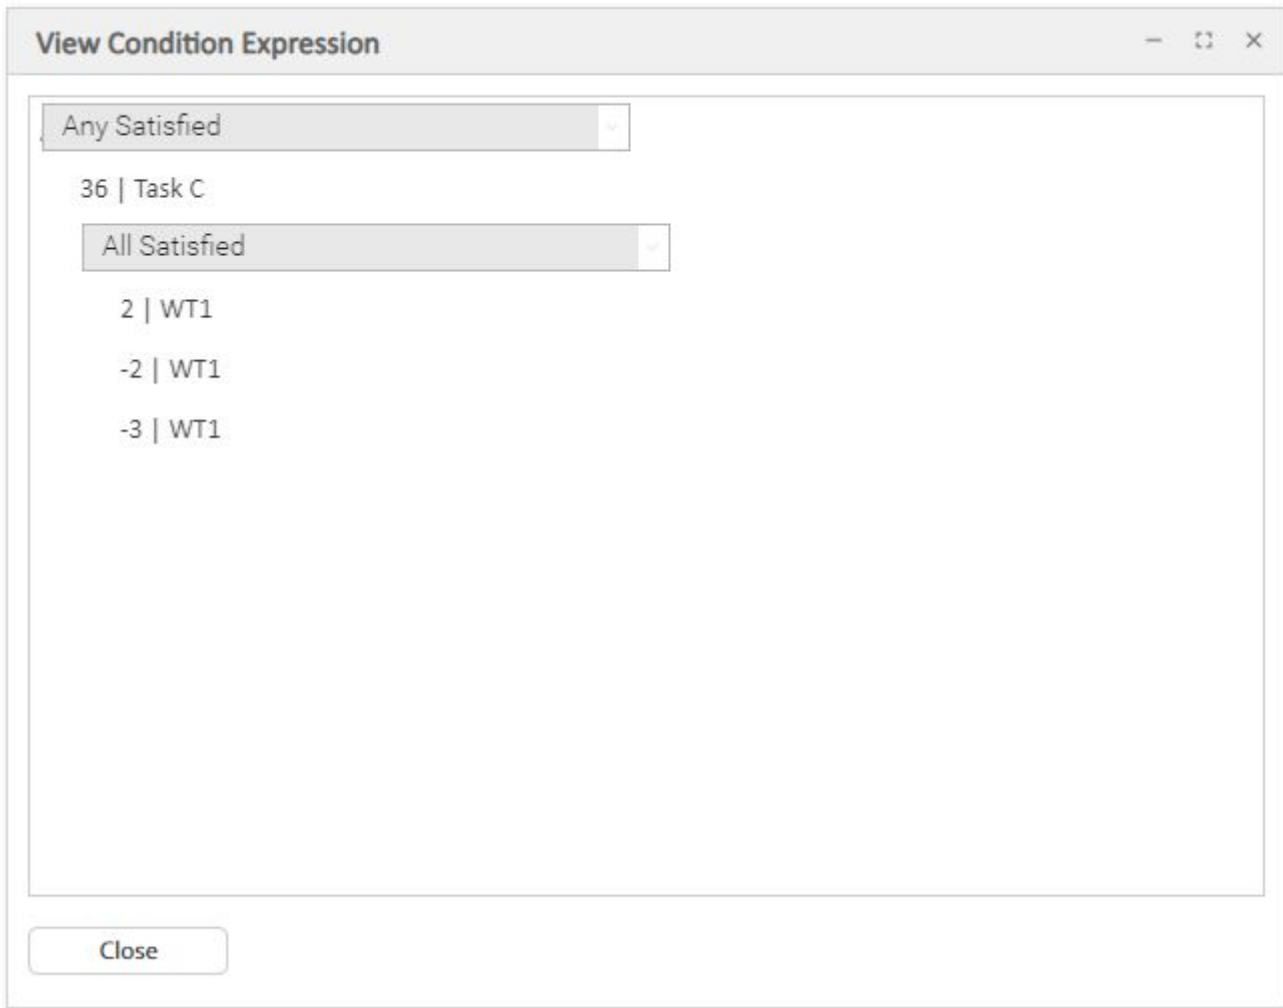 View Condition Expression
Any Satisfied
36 | Task C
All Satisfied
2 | WT1
-2 | WT1
-3 | WT1
Close